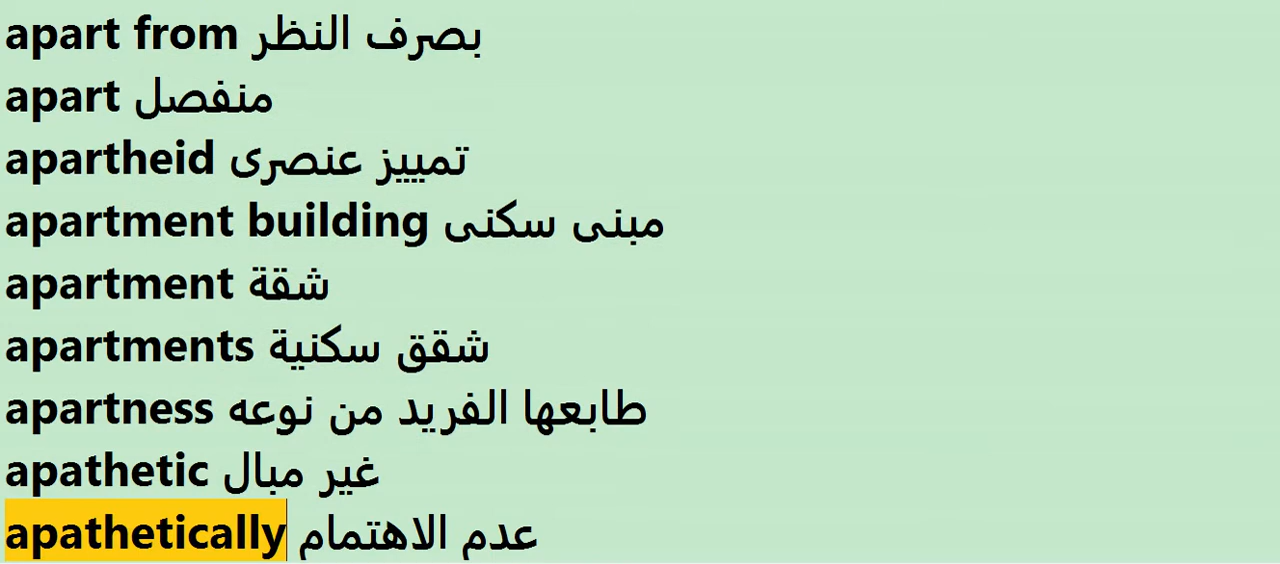 apart from بصرف النظر
apart منفصل
apartheid تمييز عنصرى
apartment building مبنى سكنى
apartment شقة
apartments شقق سكنية
apartness طابعها الفريد من نوعه
apathetic غير مبال
apathetically عدم الاهتمام